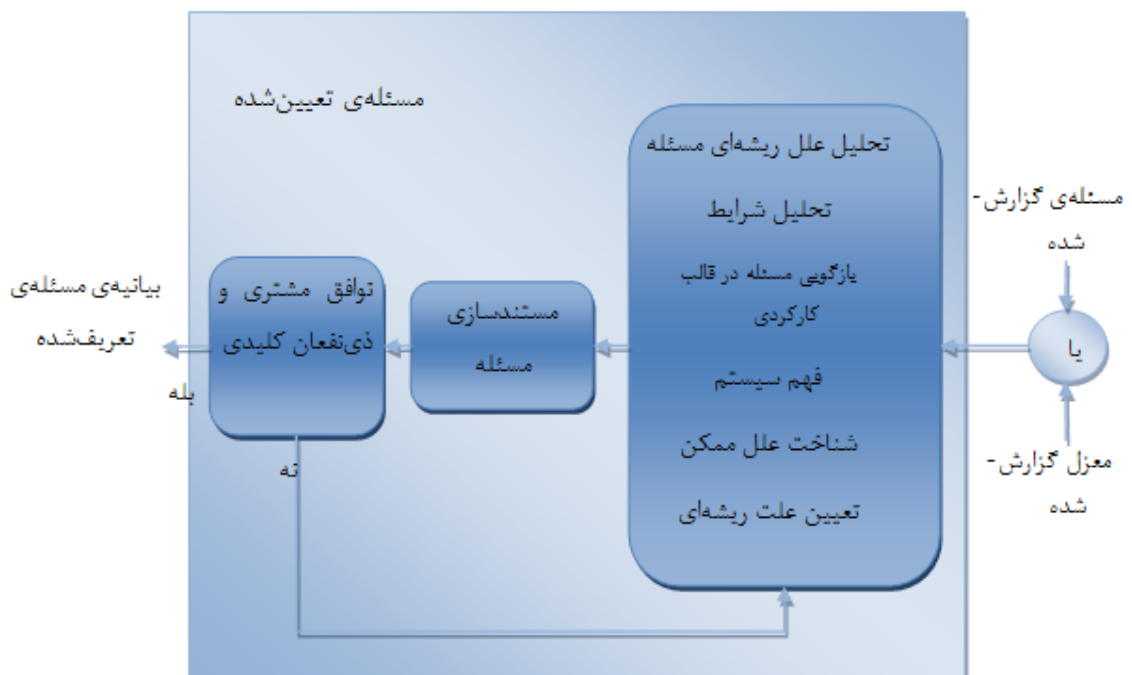 مسئله‌ی تعیین‌شده
مسئله‌ی گزارش-
شده
یا
معزل گزارش-
شده
تحلیل علل ریشه‌ای مسئله
تحلیل شرایط
یازگویی مسئله در قالب
کارکردی
فهم سیستم
شناخت علل ممکن
تعیین علت ریشه‌ای
مستندسازی
مسئله
توافق مشتری و
ذی‌نفعان کلیدی
بیانیه‌ی مسئله‌ی
تعریف‌شده
بله
نه